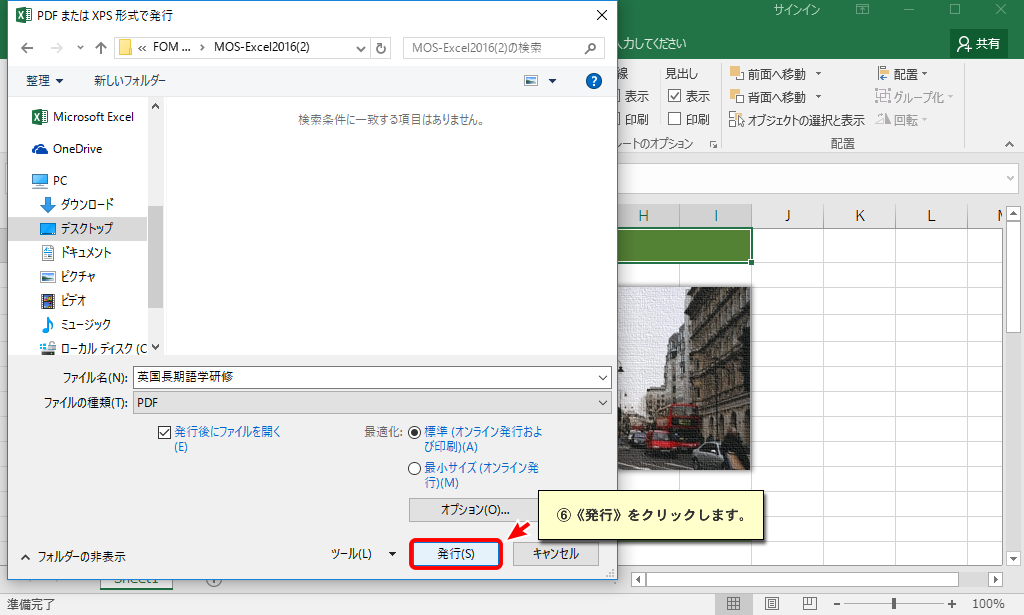 PDF または XPS 形式で発行
サインイン
« FOM ... › MOS-Excel2016(2)
MOS-Excel2016(2)の検索
入力してください
共有
整理
新しいフォルダー
線
見出し
前面へ移動
配置
表示
表示
背面へ移動
グループ化
印刷
印刷
オブジェクトの選択と表示
回転
ートのオプション
配置
Microsoft Excel
OneDrive
PC
ダウンロード
デスクトップ
ドキュメント
ピクチャ
ビデオ
ミュージック
ローカル ディスク (C
検索条件に一致する項目はありません。
H I J K L
ファイル名(N):
英国長期語学研修
ファイルの種類(T):
PDF
発行後にファイルを開く
(E)
最適化:
標準 (オンライン発行およ
び印刷)(A)
最小サイズ (オンライン発
行)(M)
オプション(O)...
⑥《発行》をクリックします。
フォルダーの非表示
ツール(L)
発行(S)
キャンセル
Sheet1
準備完了
100%